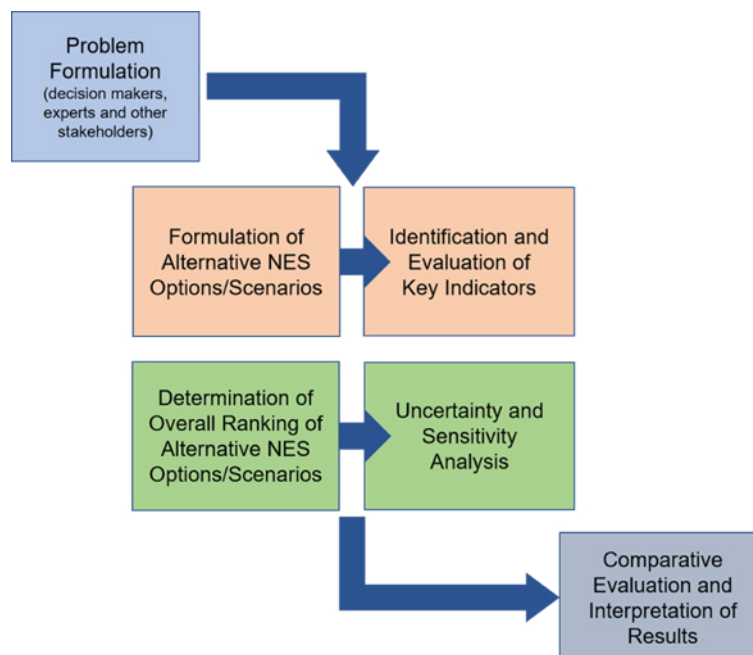 Problem
Formulation
(decision makers,
experts and other
stakeholders)
Formulation of
Alternative NES
Options/Scenarios
Identification and
Evaluation of
Key Indicators
Determination of
Overall Ranking of
Alternative NES
Options/Scenarios
Uncertainty and
Sensitivity
Analysis
Comparative
Evaluation and
Interpretation of
Results